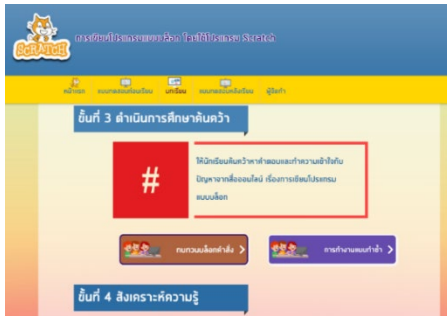 SCRATCH
การเขียนโปรแกรมแบบบล็อก โดยใช้โปรแกรม Scratch
หน้าแรก แบบทดสอบก่อนเรียน บทเรียน แบบทดสอบหลังเรียน ผู้จัดทำ
ขั้นที่ 3 ดำเนินการศึกษาค้นคว้า
#
ให้นักเรียนค้นคว้าหาคำตอบและทำความเข้าใจกับ
ปัญหาจากสื่อออนไลน์ เรื่องการเขียนโปรแกรม
แบบบล็อก
ทบทวนบล็อกคำสั่ง
การทำงานแบบทำซ้ำ
ขั้นที่ 4 สังเคราะห์ความรู้